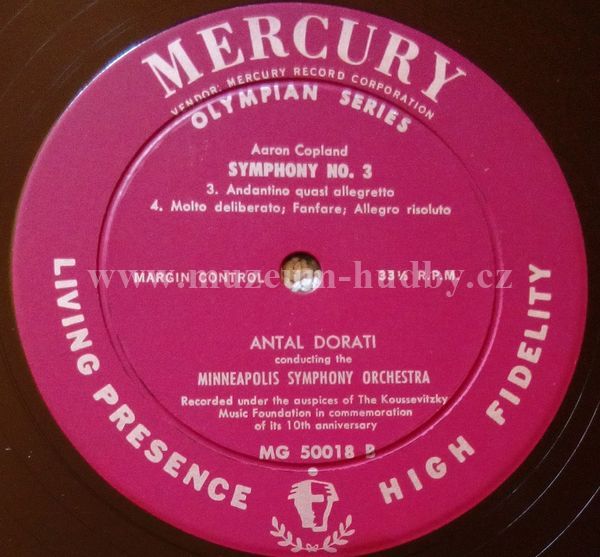 MERCURY
VENDOR: MERCURY RECORD CORPORATION
OLYMPIAN SERIES
Aaron Copland
SYMPHONY NO. 3
3. Andantino quasi allegretto
4. Molto deliberato; Fanfare; Allegro risoluto
www.muzeum-hudby.cz
MARGIN CONTROL 33⅓ R.P.M.
ANTAL DORATI
conducting the
MINNEAPOLIS SYMPHONY ORCHESTRA
Recorded under the auspices of The Koussevitzky
Music Foundation in commemoration
of its 10th anniversary
MG 50018 B
LIVING PRESENCE
HIGH FIDELITY